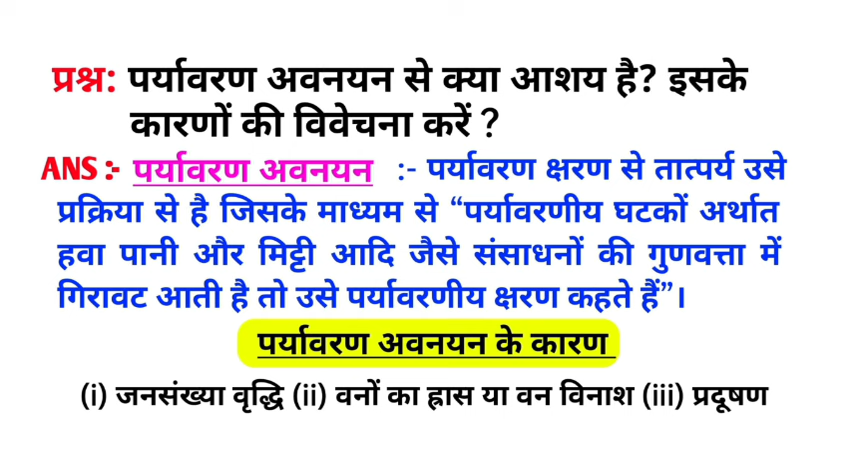 प्रश्न: पर्यावरण अवनयन से क्या आशय है? इसके
कारणों की विवेचना करें ?
ANS :- पर्यावरण अवनयन :- पर्यावरण क्षरण से तात्पर्य उसे
प्रक्रिया से है जिसके माध्यम से “पर्यावरणीय घटकों अर्थात
हवा पानी और मिट्टी आदि जैसे संसाधनों की गुणवत्ता में
गिरावट आती है तो उसे पर्यावरणीय क्षरण कहते हैं”।
पर्यावरण अवनयन के कारण
(i) जनसंख्या वृद्धि (ii) वनों का ह्रास या वन विनाश (iii) प्रदूषण